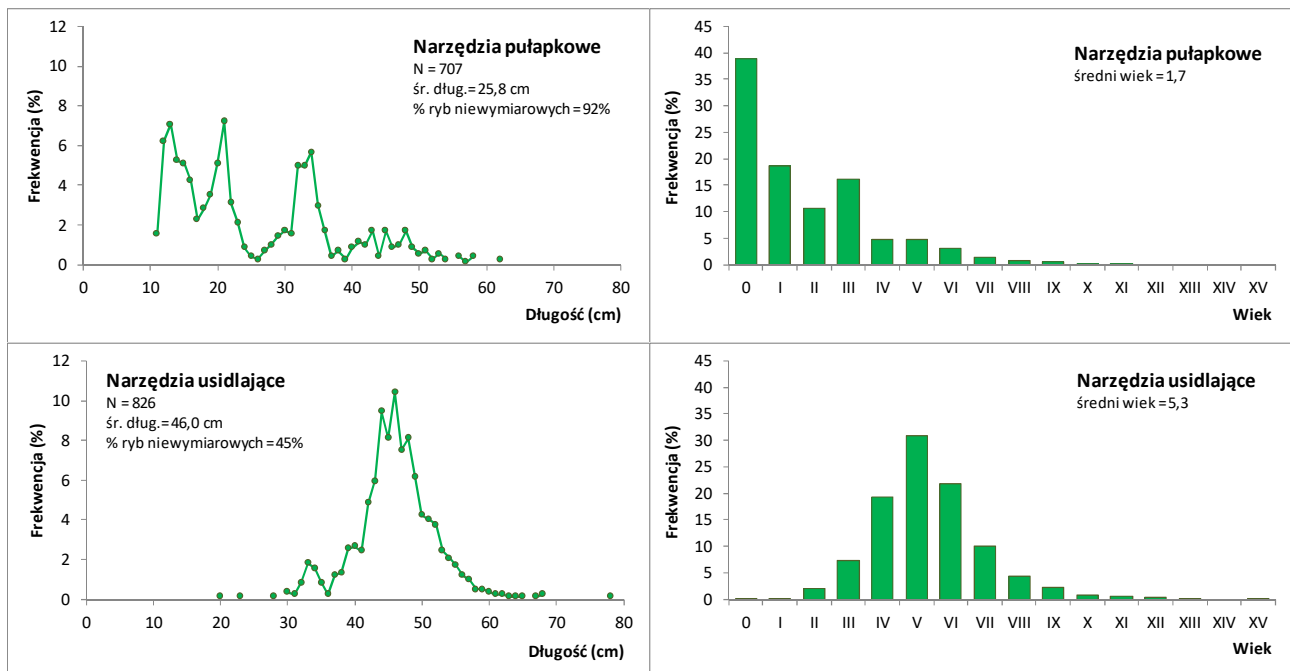 Narzędzia pułapkowe
N = 707
śr. dług.=25,8 cm
% ryb niewymiarowych =92%
Frekwencja (%)
12
10
8
6
4
2
0
0 10 20 30 40 50 60 70 80
Długość (cm)
Narzędzia pułapkowe
średni wiek =1,7
Frekwencja (%)
45
40
35
30
25
20
15
10
5
0
0 I II III IV V VI VII VIII IX X XI XII XIII XIV XV
Wiek
Narzędzia usidlające
N = 826
śr. dług.=46,0 cm
% ryb niewymiarowych =45%
Frekwencja (%)
12
10
8
6
4
2
0
0 10 20 30 40 50 60 70 80
Długość (cm)
Narzędzia usidlające
średni wiek =5,3
Frekwencja (%)
45
40
35
30
25
20
15
10
5
0
0 I II III IV V VI VII VIII IX X XI XII XIII XIV XV
Wiek